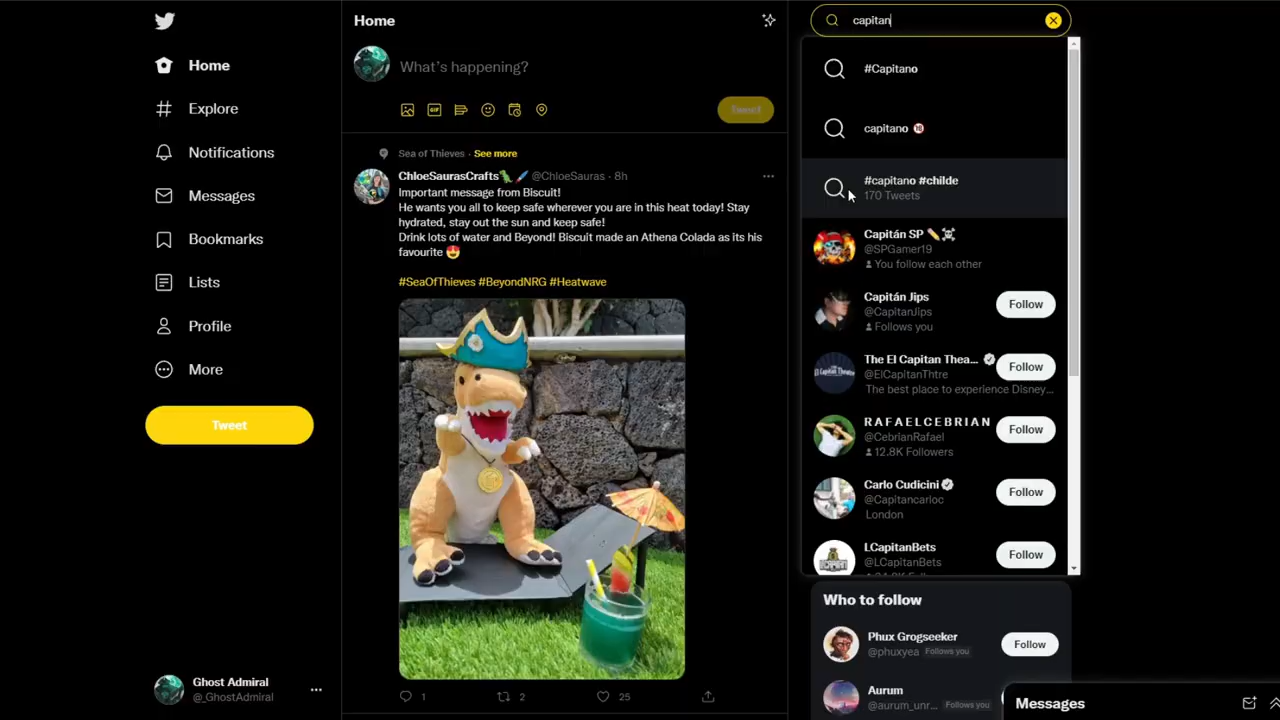 Home
Explore
Notifications
Messages
Bookmarks
Lists
Profile
More
Tweet
Ghost Admiral
@_GhostAdmiral
Home
What's happening?
GIF
Tweet
Sea of Thieves · See more
ChloeSaurasCrafts🦖🖌️ @ChloeSauras · 8h
Important message from Biscuit!
He wants you all to keep safe wherever you are in this heat today! Stay
hydrated, stay out the sun and keep safe!
Drink lots of water and Beyond! Biscuit made an Athena Colada as its his
favourite 😍
#SeaOfThieves #BeyondNRG #Heatwave
1
2
25
capitan
#Capitano
capitano 🔞
#capitano #childe
170 Tweets
Capitán SP ✏️☠️
@SPGamer19
You follow each other
Capitán Jips
@CapitanJips
Follows you
Follow
The El Capitan Thea...
@ElCapitanThtre
The best place to experience Disney...
Follow
R A F A E L C E B R I A N
@CebrianRafael
12.8K Followers
Follow
Carlo Cudicini
@Capitancarloc
London
Follow
LCapitanBets
@LCapitanBets
Follow
Who to follow
Phux Grogseeker
@phuxyea Follows you
Follow
Aurum
@aurum_unr... Follows you
Messages